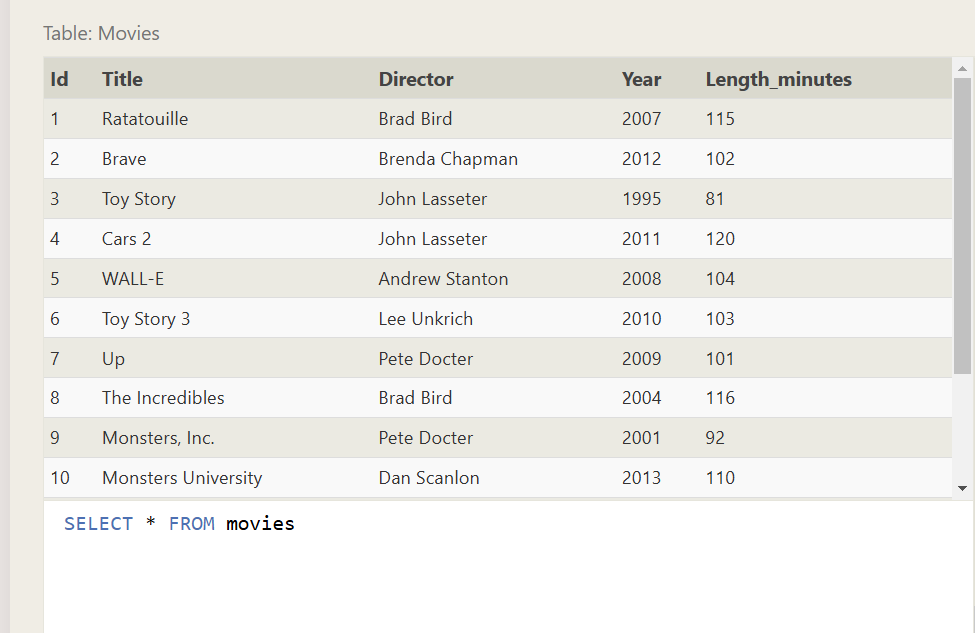 Table: Movies
Id Title Director Year Length_minutes
1 Ratatouille Brad Bird 2007 115
2 Brave Brenda Chapman 2012 102
3 Toy Story John Lasseter 1995 81
4 Cars 2 John Lasseter 2011 120
5 WALL-E Andrew Stanton 2008 104
6 Toy Story 3 Lee Unkrich 2010 103
7 Up Pete Docter 2009 101
8 The Incredibles Brad Bird 2004 116
9 Monsters, Inc. Pete Docter 2001 92
10 Monsters University Dan Scanlon 2013 110
SELECT * FROM movies